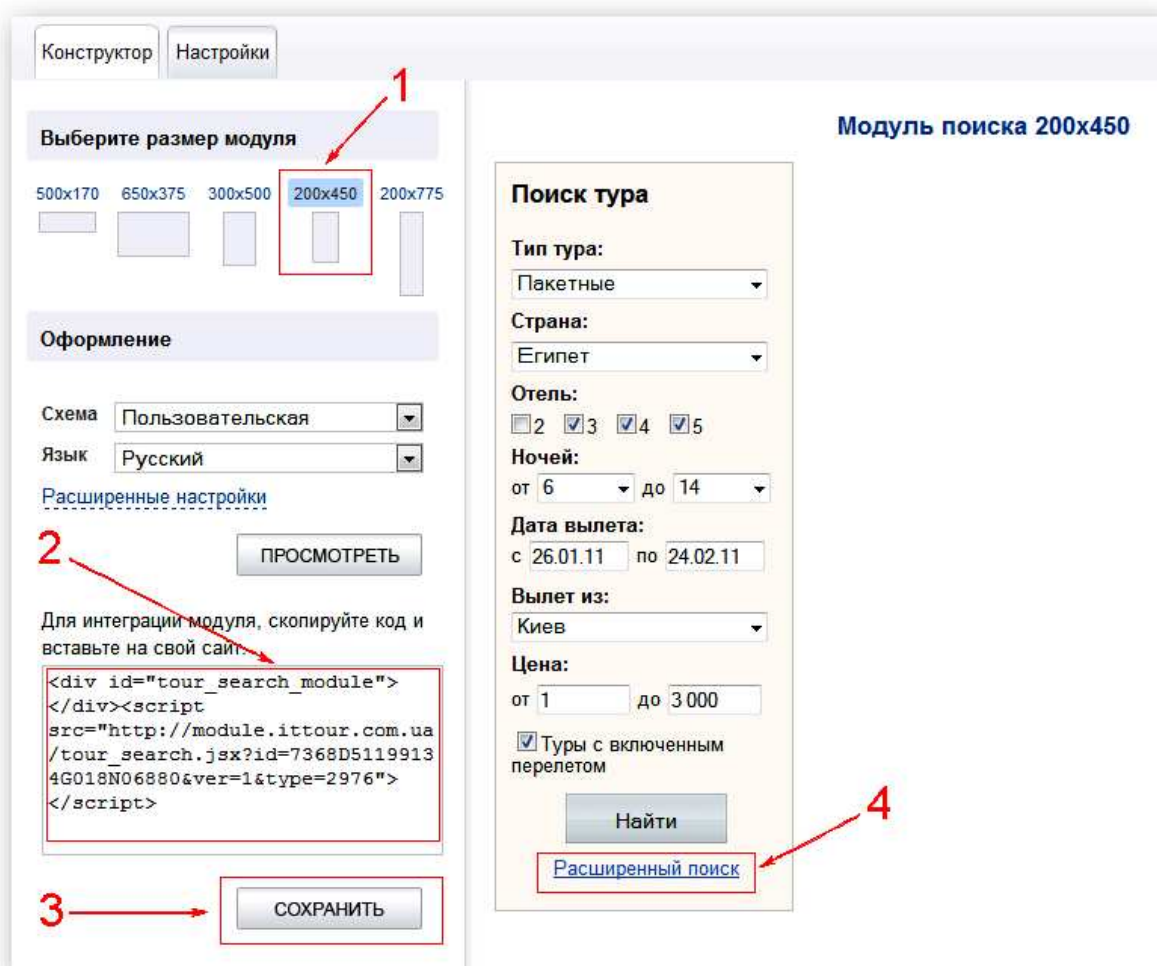 Конструктор Настройки
1
Выберите размер модуля
500x170 650x375 300x500 200x450 200x775
Оформление
Схема Пользовательская
Язык Русский
Расширенные настройки
2
ПРОСМОТРЕТЬ
Для интеграции модуля, скопируйте код и
вставьте на свой сайт.
<div id="tour_search_module">
</div><script
src="http://module.ittour.com.ua
/tour_search.jsx?id=7368D5119913
4G018N06880&ver=1&type=2976">
</script>
3
СОХРАНИТЬ
Модуль поиска 200x450
Поиск тура
Тип тура:
Пакетные
Страна:
Египет
Отель:
2 3 4 5
Ночей:
от 6 до 14
Дата вылета:
с 26.01.11 по 24.02.11
Вылет из:
Киев
Цена:
от 1 до 3 000
Туры с включенным
перелетом
Найти
4
Расширенный поиск